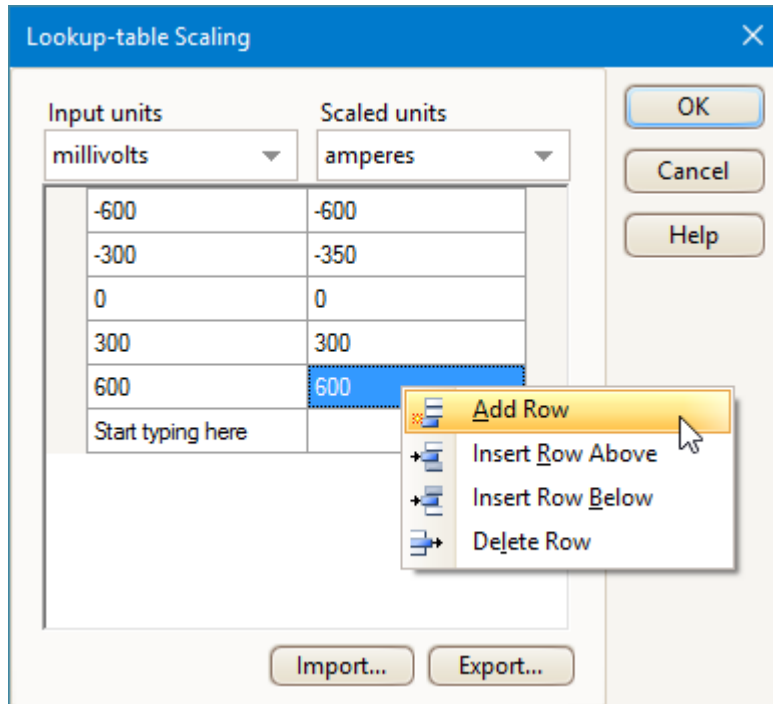 Lookup-table Scaling
Input units Scaled units
millivolts amperes
-600 -600
-300 -350
0 0
300 300
600 600
Start typing here
Add Row
Insert Row Above
Insert Row Below
Delete Row
OK
Cancel
Help
Import... Export...